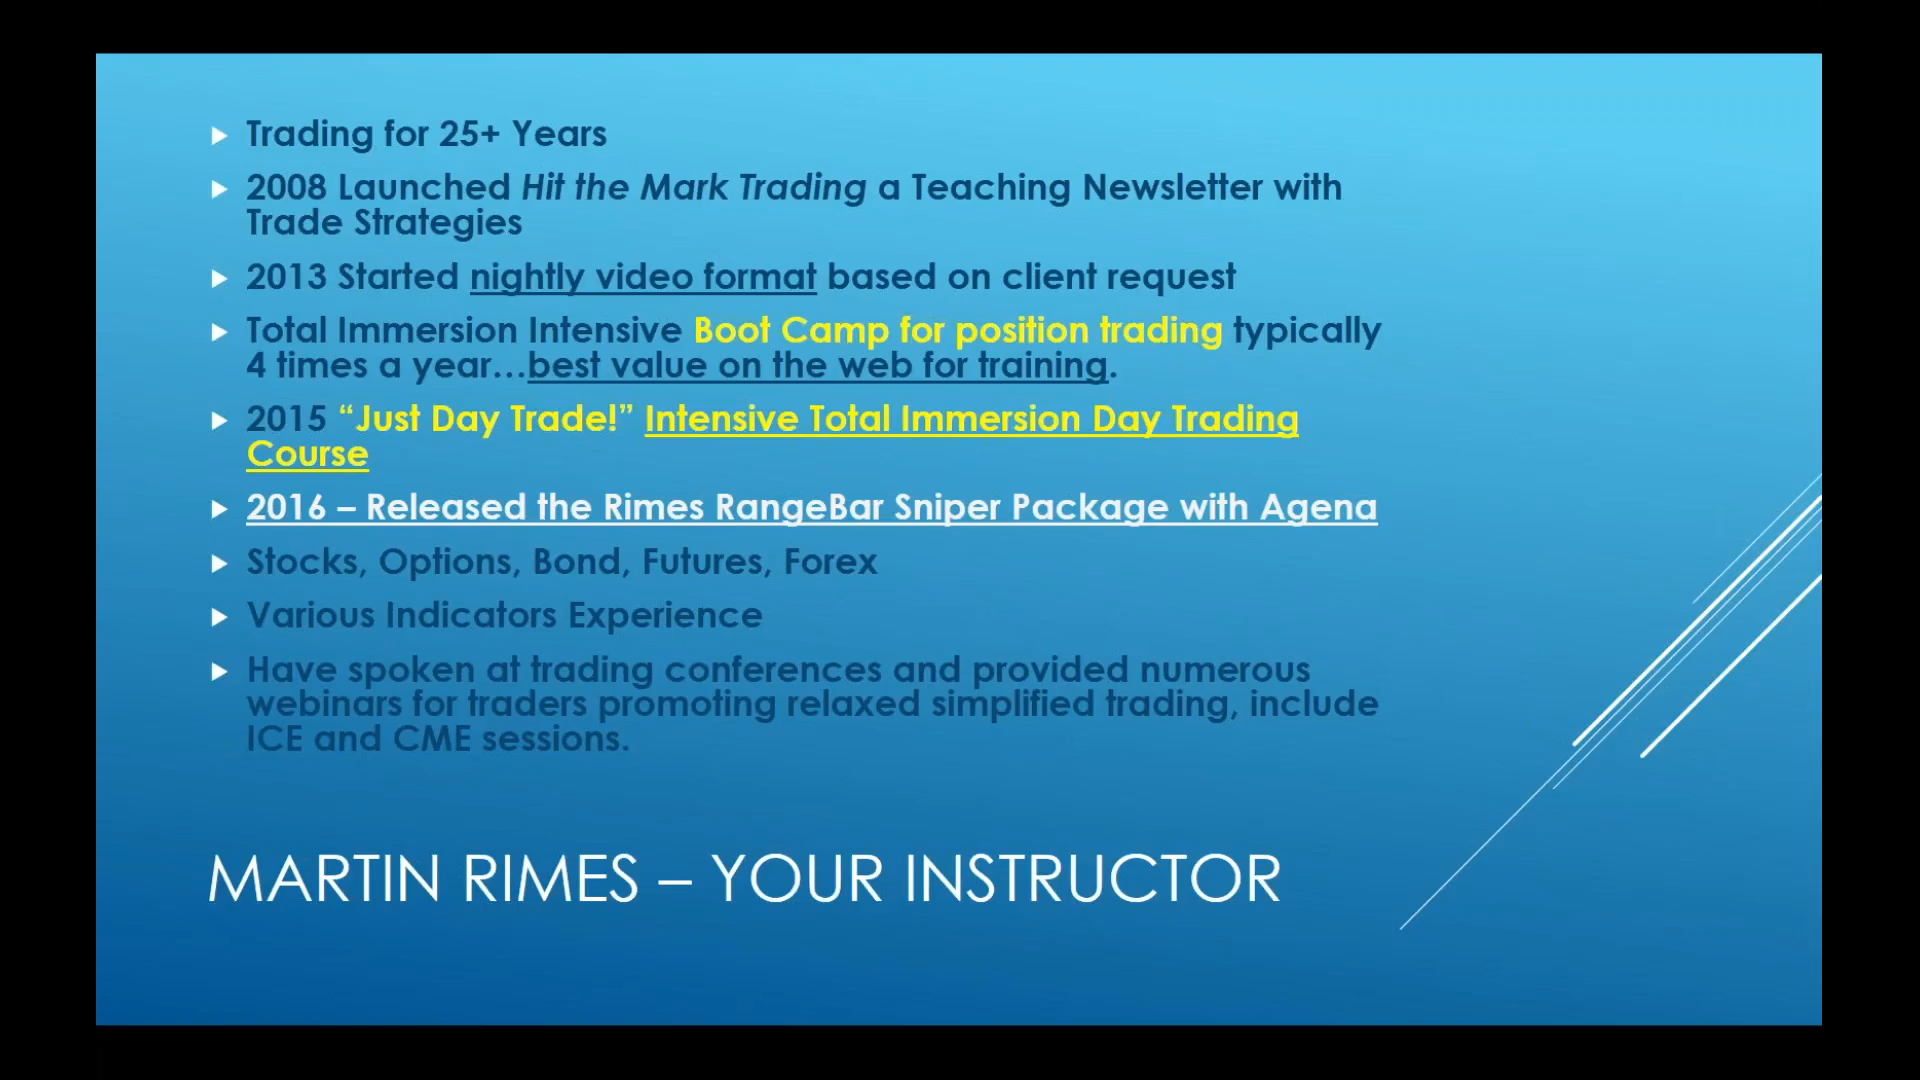 Trading for 25+ Years
2008 Launched Hit the Mark Trading a Teaching Newsletter with
Trade Strategies
2013 Started nightly video format based on client request
Total Immersion Intensive Boot Camp for position trading typically
4 times a year…best value on the web for training.
2015 “Just Day Trade!” Intensive Total Immersion Day Trading
Course
2016 – Released the Rimes RangeBar Sniper Package with Agena
Stocks, Options, Bond, Futures, Forex
Various Indicators Experience
Have spoken at trading conferences and provided numerous
webinars for traders promoting relaxed simplified trading, include
ICE and CME sessions.
MARTIN RIMES – YOUR INSTRUCTOR